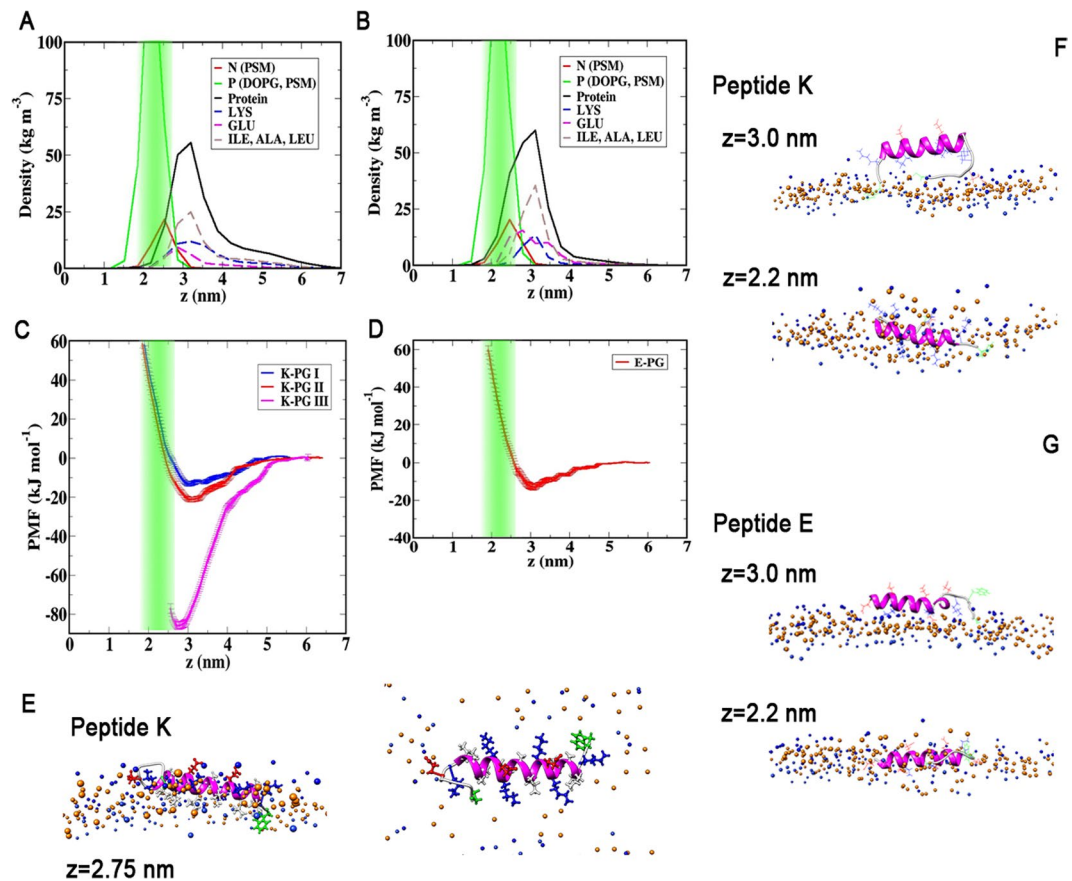 A
Density (kg m-3)
100
75
50
25
0
N (PSM)
P (DOPG, PSM)
Protein
LYS
GLU
ILE, ALA, LEU
0 1 2 3 4 5 6 7
z (nm)
B
Density (kg m-3)
100
75
50
25
0
N (PSM)
P (DOPG, PSM)
Protein
LYS
GLU
ILE, ALA, LEU
0 1 2 3 4 5 6 7
z (nm)
C
PMF (kJ mol-1)
60
40
20
0
-20
-40
-60
-80
K-PG I
K-PG II
K-PG III
0 1 2 3 4 5 6 7
z (nm)
D
PMF (kJ mol-1)
60
40
20
0
-20
-40
E-PG
0 1 2 3 4 5 6 7
z (nm)
E
Peptide K
z=2.75 nm
F
Peptide K
z=3.0 nm
z=2.2 nm
G
Peptide E
z=3.0 nm
z=2.2 nm